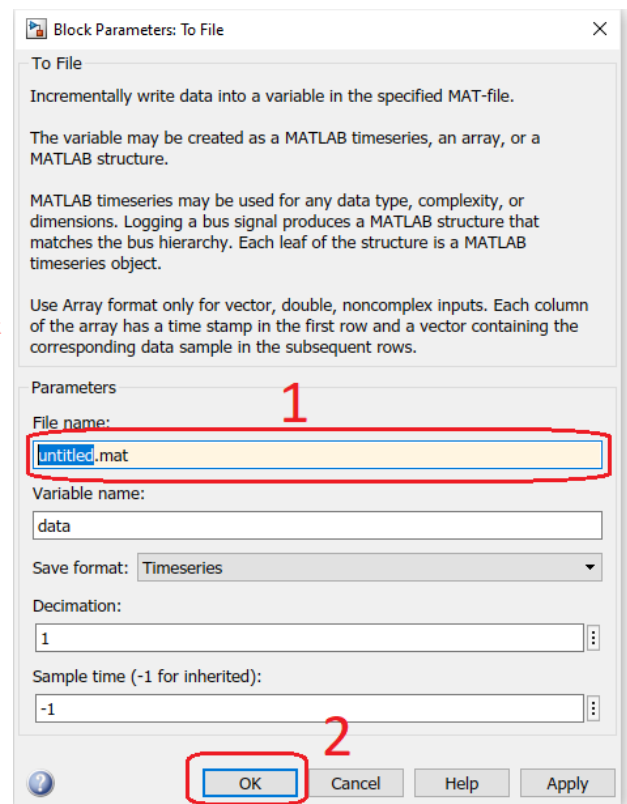 Block Parameters: To File
To File
Incrementally write data into a variable in the specified MAT-file.
The variable may be created as a MATLAB timeseries, an array, or a
MATLAB structure.
MATLAB timeseries may be used for any data type, complexity, or
dimensions. Logging a bus signal produces a MATLAB structure that
matches the bus hierarchy. Each leaf of the structure is a MATLAB
timeseries object.
Use Array format only for vector, double, noncomplex inputs. Each column
of the array has a time stamp in the first row and a vector containing the
corresponding data sample in the subsequent rows.
Parameters
1
File name:
untitled.mat
Variable name:
data
Save format: Timeseries
Decimation:
1
Sample time (-1 for inherited):
-1
2
OK Cancel Help Apply